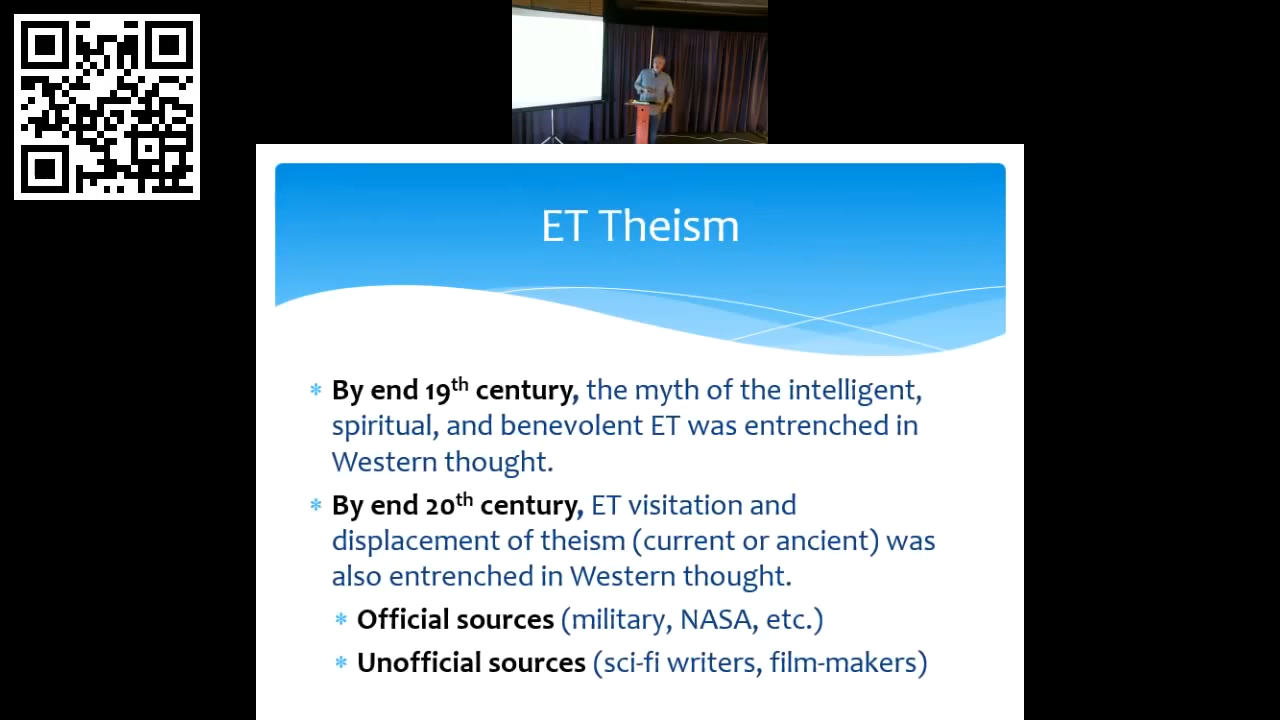 ET Theism
* By end 19th century, the myth of the intelligent,
spiritual, and benevolent ET was entrenched in
Western thought.
* By end 20th century, ET visitation and
displacement of theism (current or ancient) was
also entrenched in Western thought.
* Official sources (military, NASA, etc.)
* Unofficial sources (sci-fi writers, film-makers)